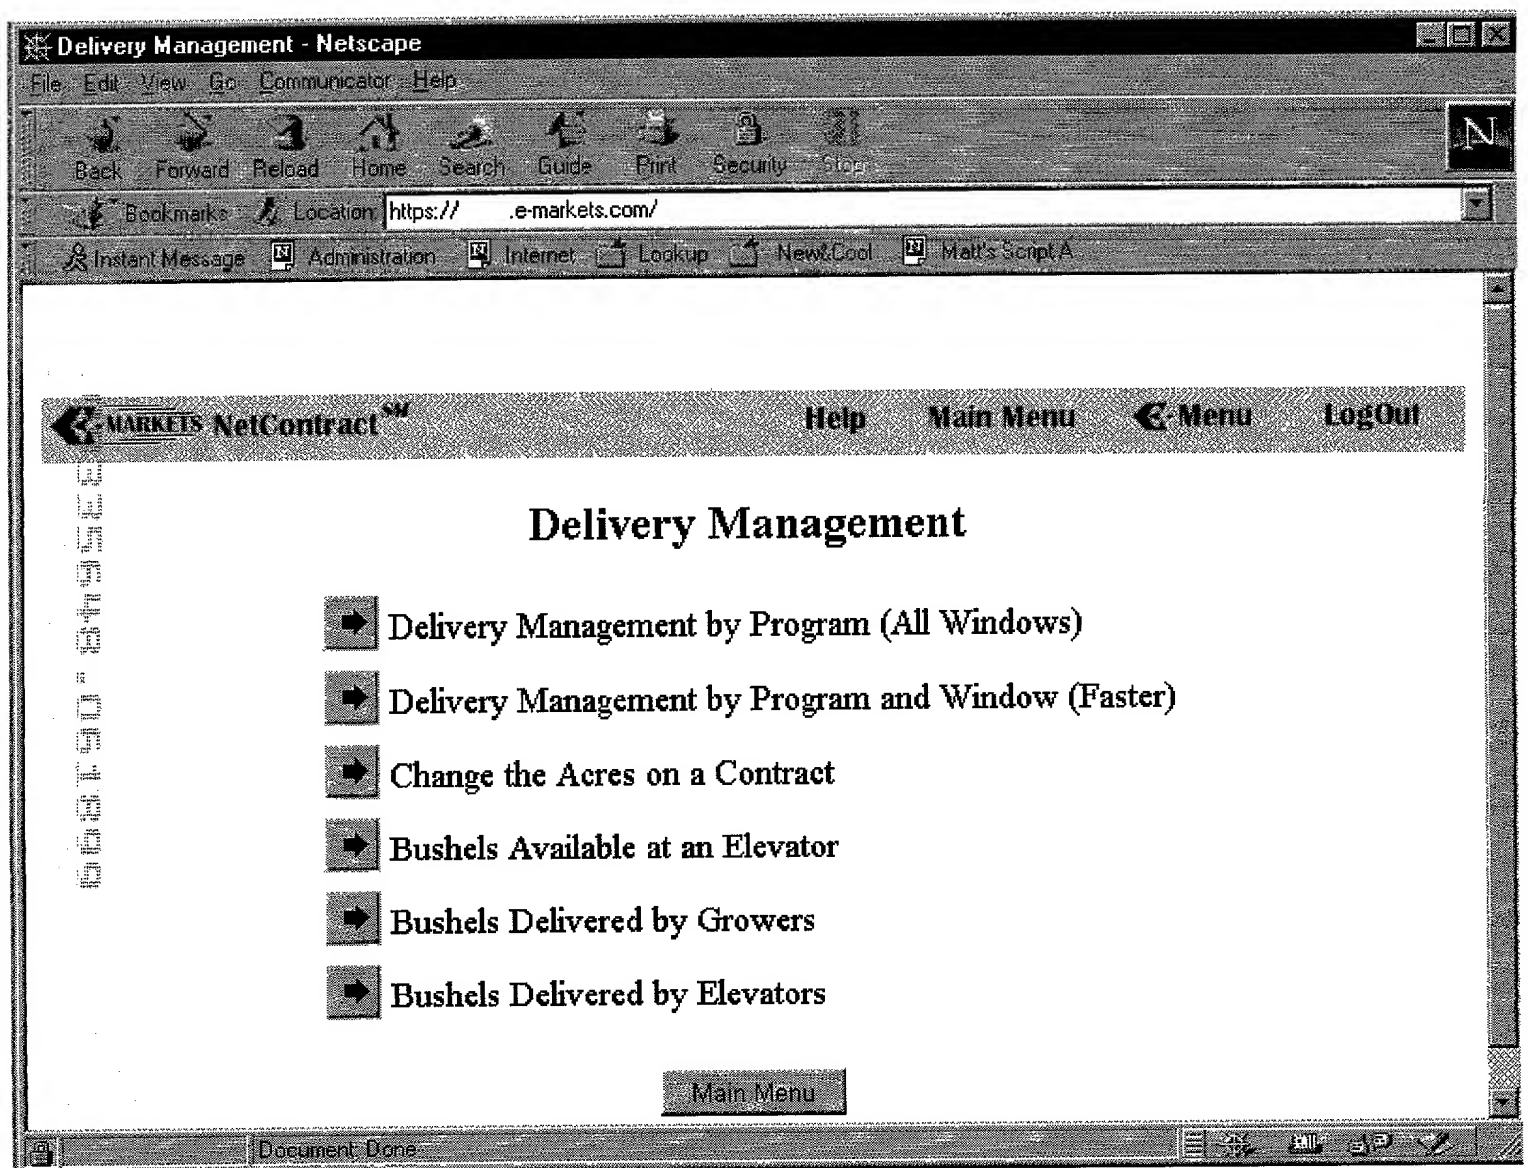 Delivery Management - Netscape
File Edit View Go Communicator Help
N
Back Forward Reload Home Search Guide Print Security Stop
Bookmarks Location: https:// .e-markets.com/
Instant Message Administration Internet Lookup New&Cool Matt's Script A
E-MARKETS NetContract SM Help Main Menu E-Menu LogOut
Delivery Management
Delivery Management by Program (All Windows)
Delivery Management by Program and Window (Faster)
Change the Acres on a Contract
Bushels Available at an Elevator
Bushels Delivered by Growers
Bushels Delivered by Elevators
Main Menu
Document: Done